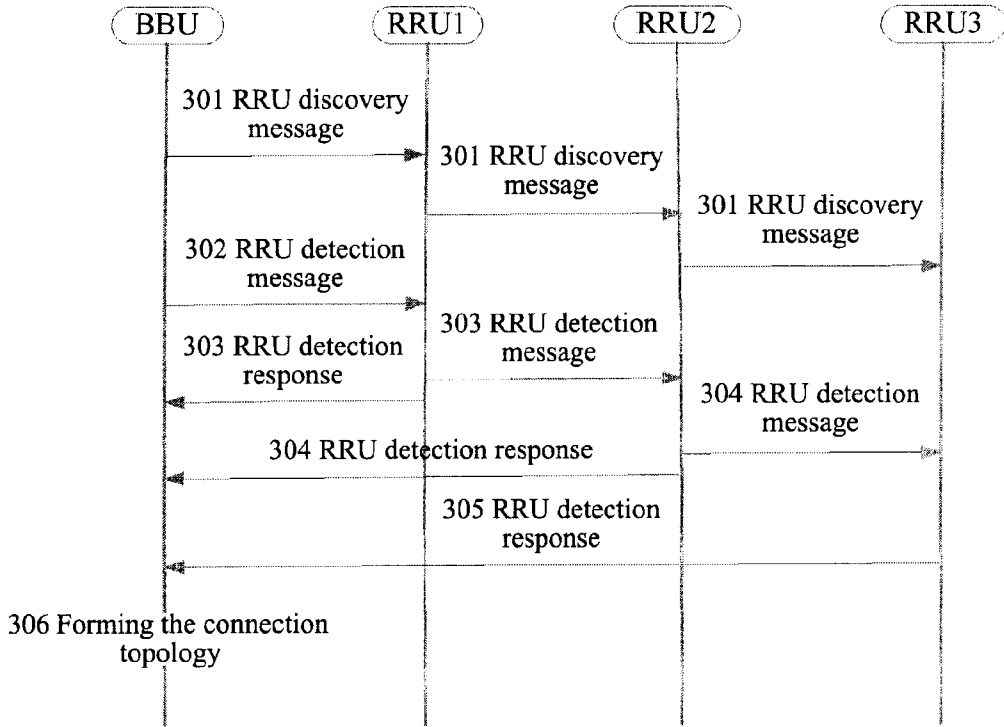 BBU
RRU1
RRU2
RRU3
301 RRU discovery
message
301 RRU discovery
message
301 RRU discovery
message
302 RRU detection
message
303 RRU detection
message
303 RRU detection
response
304 RRU detection
message
304 RRU detection response
305 RRU detection
response
306 Forming the connection
topology